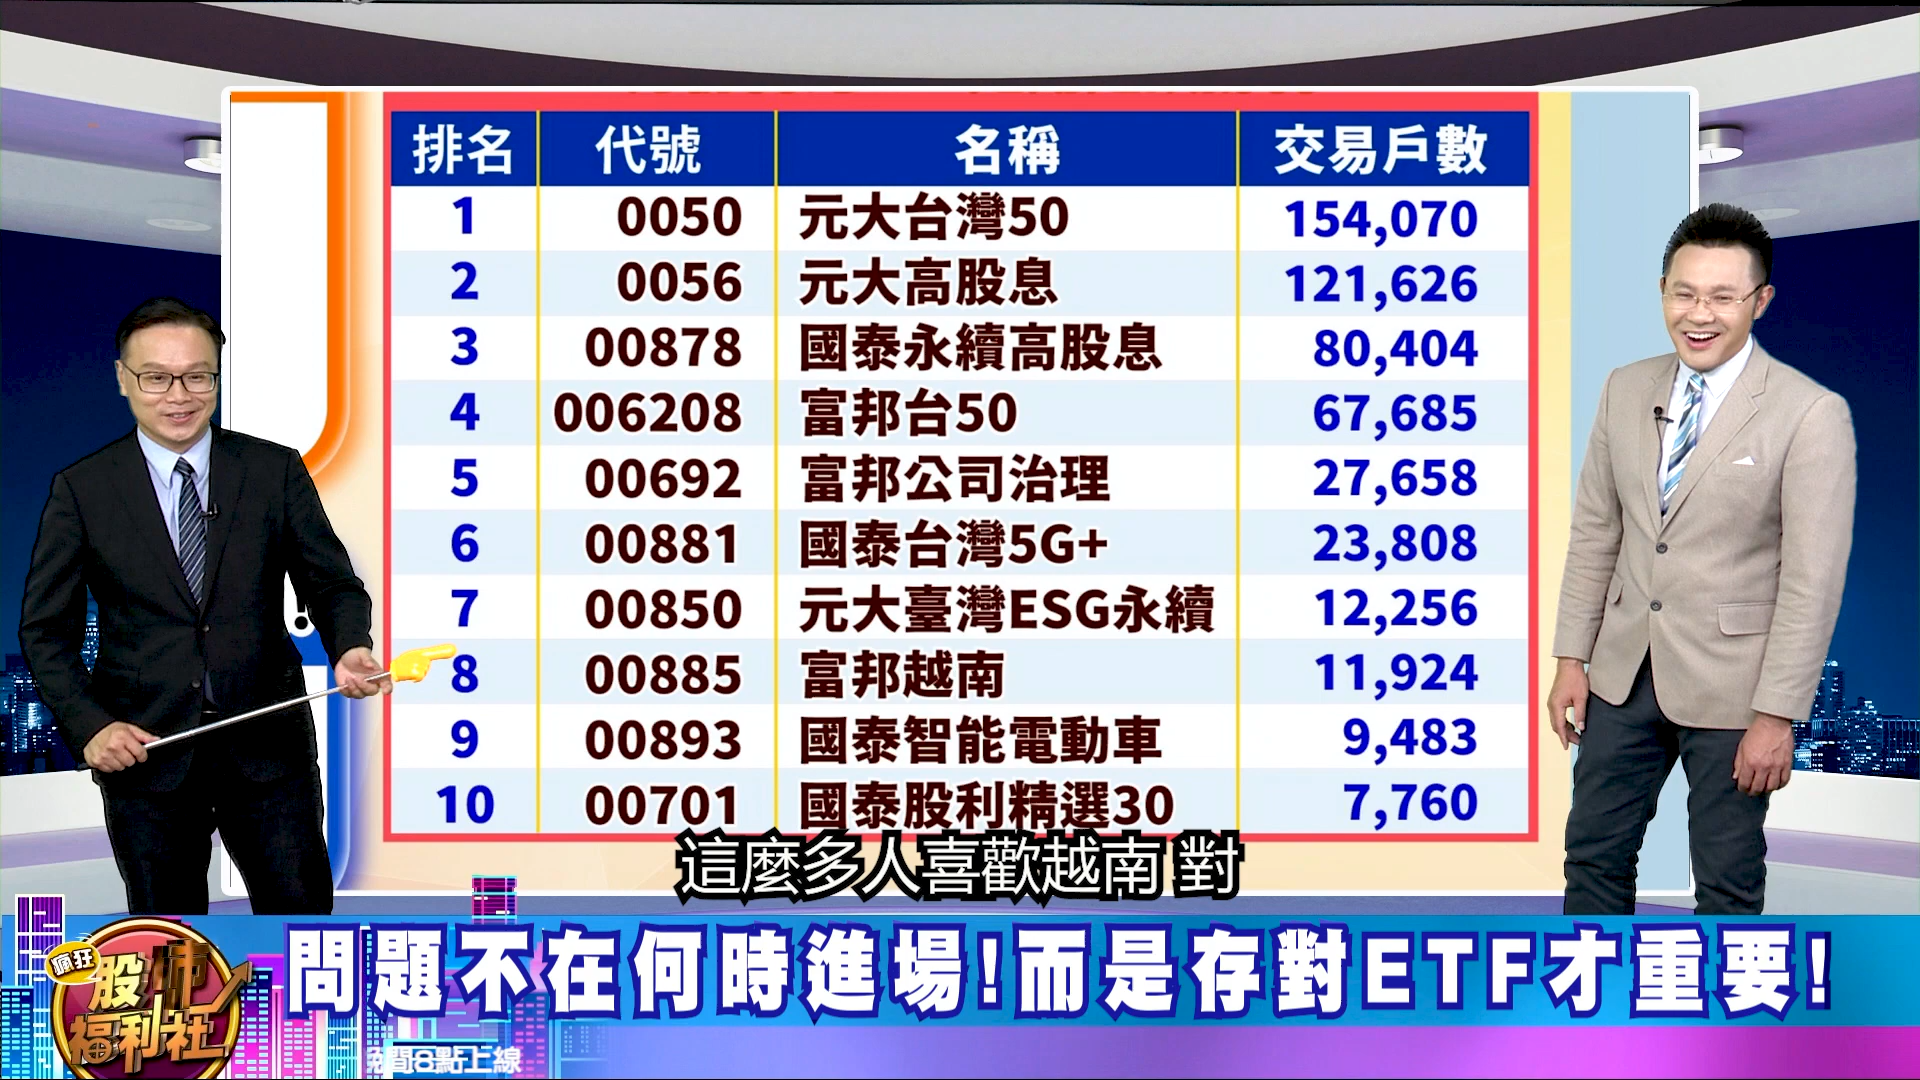 排名 代號 名稱 交易戶數
1 0050 元大台灣50 154,070
2 0056 元大高股息 121,626
3 00878 國泰永續高股息 80,404
4 006208 富邦台50 67,685
5 00692 富邦公司治理 27,658
6 00881 國泰台灣5G+ 23,808
7 00850 元大臺灣ESG永續 12,256
8 00885 富邦越南 11,924
9 00893 國泰智能電動車 9,483
10 00701 國泰股利精選30 7,760
這麼多人喜歡越南 對
問題不在何時進場!而是存對ETF才重要!
瘋狂
股市
福利社
間8點上線